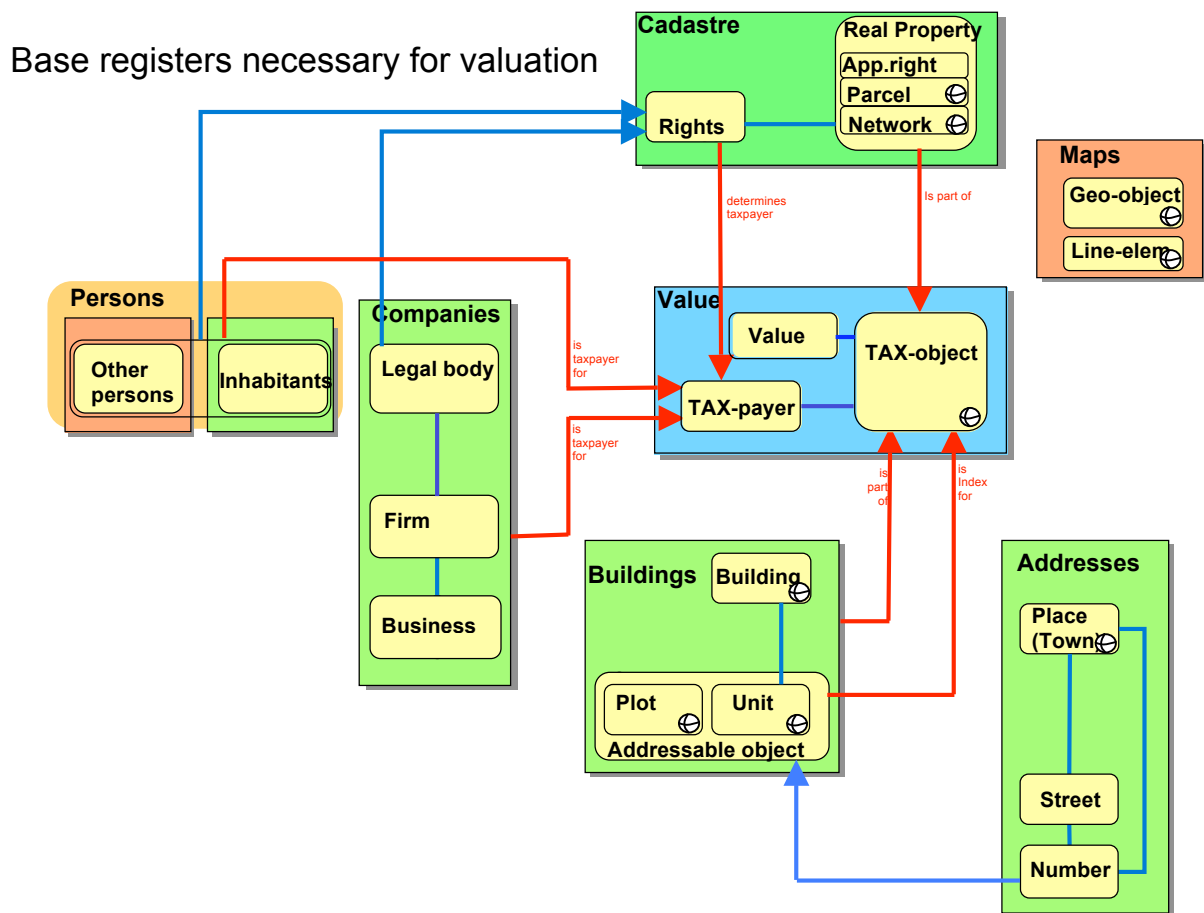 Base registers necessary for valuation
Cadastre
Real Property
App.right
Parcel
Network
Rights
Maps
Geo-object
Line-elem
determines
taxpayer
Is part of
Persons
Other
persons
Inhabitants
Companies
Legal body
Firm
Business
is
taxpayer
for
is
taxpayer
for
Value
Value
TAX-object
TAX-payer
is
part
of
is
Index
for
Buildings
Building
Plot
Unit
Addressable object
Addresses
Place
(Town)
Street
Number